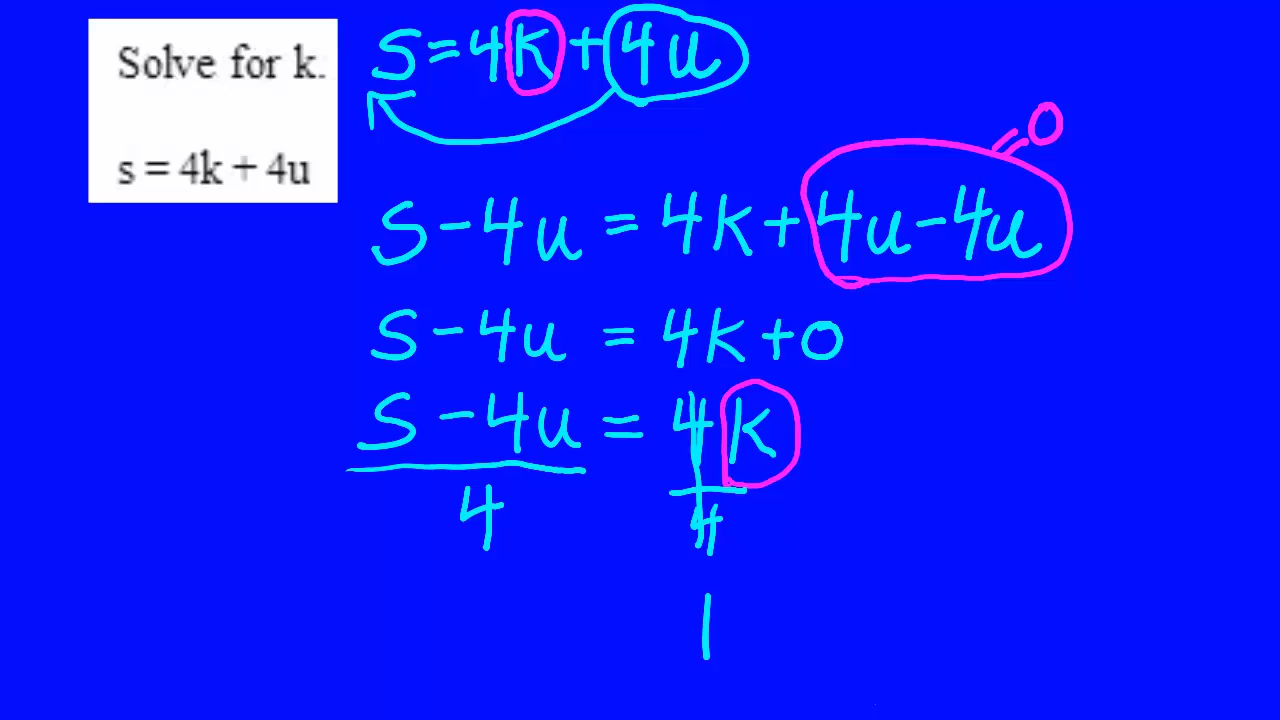 Solve for k.
s = 4k + 4u
S = 4k + 4u
= 0
S - 4u = 4k + 4u - 4u
S - 4u = 4k + 0
S - 4u = 4k
4 4
1